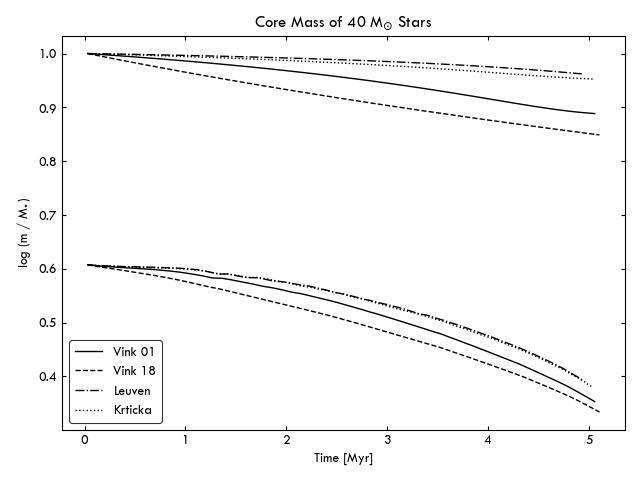 Core Mass of 40 M⊙ Stars
log (m / M⋆)
1.0
0.9
0.8
0.7
0.6
0.5
0.4
Vink 01
Vink 18
Leuven
Krticka
0 1 2 3 4 5
Time [Myr]